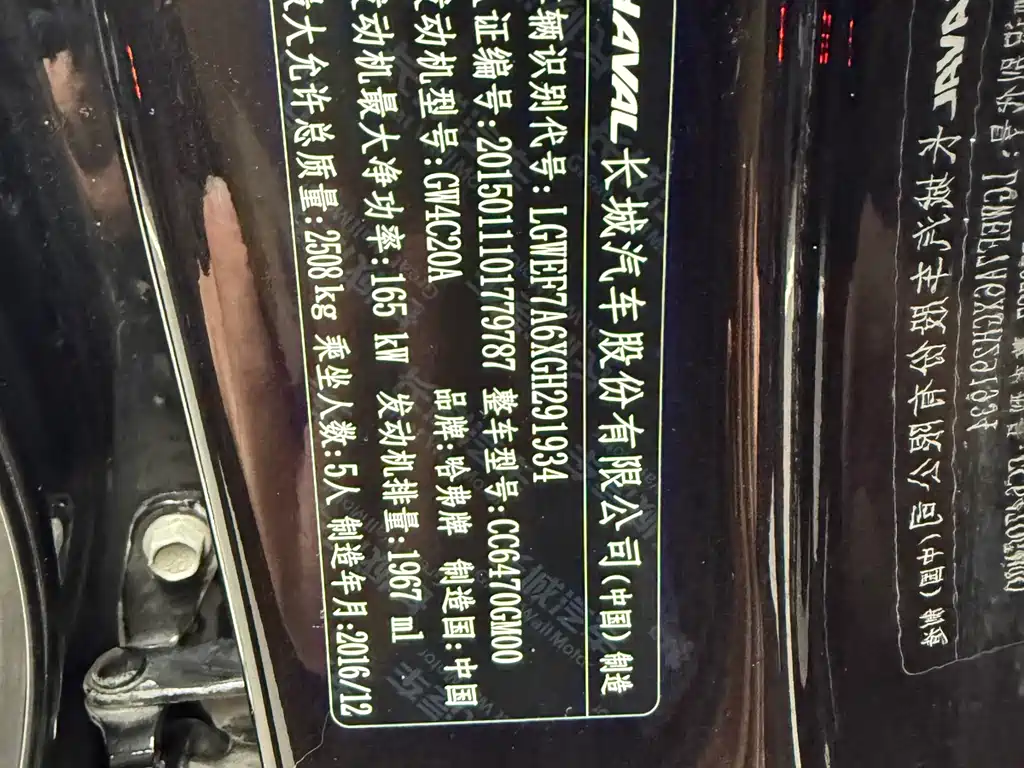 HAVAL 长城汽车股份有限公司(中国)制造
辆识别代号: LGWEF7A6XGH291934
证编号:2015011101779787 整车型号:CC6470GM00
发动机型号:GW4C20A 品牌:哈弗牌 制造国:中国
发动机最大净功率:165 kW 发动机排量:1967 ml
最大允许总质量:2508kg 乘坐人数:5人 制造年月:2016/12